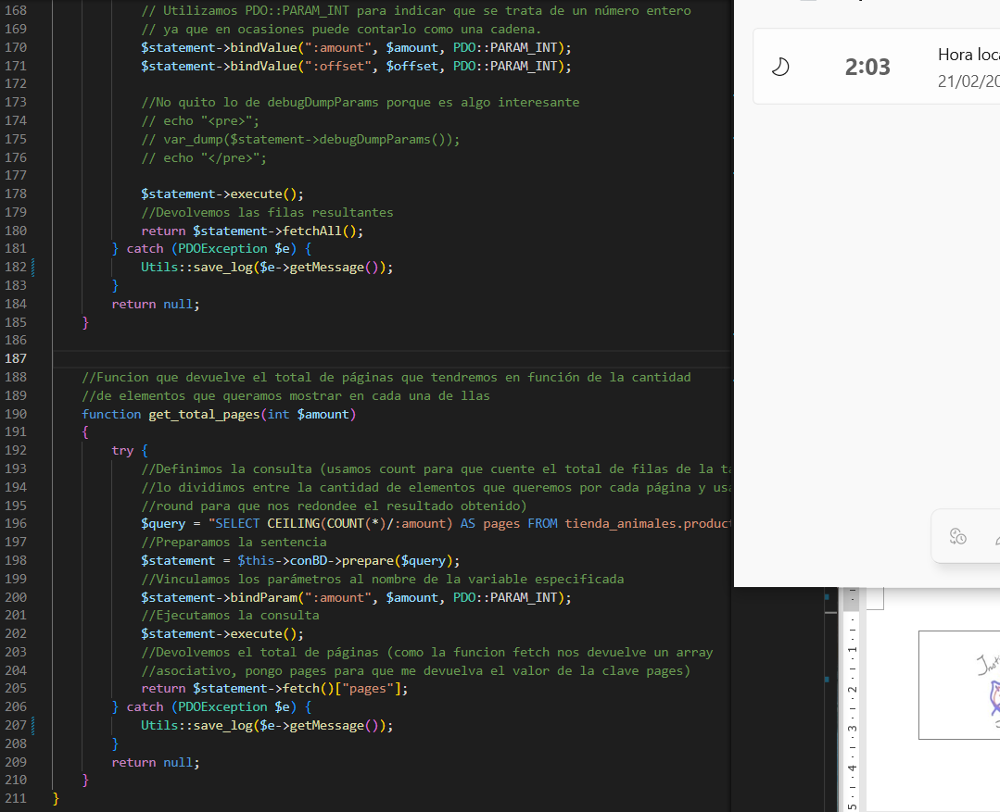 168 // Utilizamos PDO::PARAM_INT para indicar que se trata de un número entero
169 // ya que en ocasiones puede contarlo como una cadena.
170 $statement->bindValue(":amount", $amount, PDO::PARAM_INT);
171 $statement->bindValue(":offset", $offset, PDO::PARAM_INT);
172
173 //No quito lo de debugDumpParams porque es algo interesante
174 // echo "<pre>";
175 // var_dump($statement->debugDumpParams());
176 // echo "</pre>";
177
178 $statement->execute();
179 //Devolvemos las filas resultantes
180 return $statement->fetchAll();
181 } catch (PDOException $e) {
182 Utils::save_log($e->getMessage());
183 }
184 return null;
185 }
186
187
188 //Funcion que devuelve el total de páginas que tendremos en función de la cantidad
189 //de elementos que queramos mostrar en cada una de llas
190 function get_total_pages(int $amount)
191 {
192 try {
193 //Definimos la consulta (usamos count para que cuente el total de filas de la
194 //lo dividimos entre la cantidad de elementos que queremos por cada página y
195 //round para que nos redondee el resultado obtenido)
196 $query = "SELECT CEILING(COUNT(*)/:amount) AS pages FROM tienda_animales.product
197 //Preparamos la sentencia
198 $statement = $this->conBD->prepare($query);
199 //Vinculamos los parámetros al nombre de la variable especificada
200 $statement->bindParam(":amount", $amount, PDO::PARAM_INT);
201 //Ejecutamos la consulta
202 $statement->execute();
203 //Devolvemos el total de páginas (como la funcion fetch nos devuelve un array
204 //asociativo, pongo pages para que me devuelva el valor de la clave pages)
205 return $statement->fetch()["pages"];
206 } catch (PDOException $e) {
207 Utils::save_log($e->getMessage());
208 }
209 return null;
210 }
211 }
2:03
Hora loca
21/02/20
1
2
3
4
5